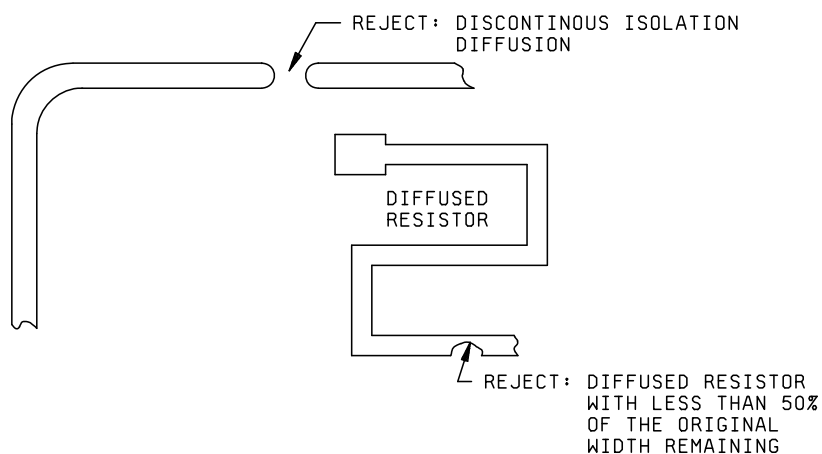 REJECT: DISCONTINOUS ISOLATION
DIFFUSION
DIFFUSED
RESISTOR
REJECT: DIFFUSED RESISTOR
WITH LESS THAN 50%
OF THE ORIGINAL
WIDTH REMAINING